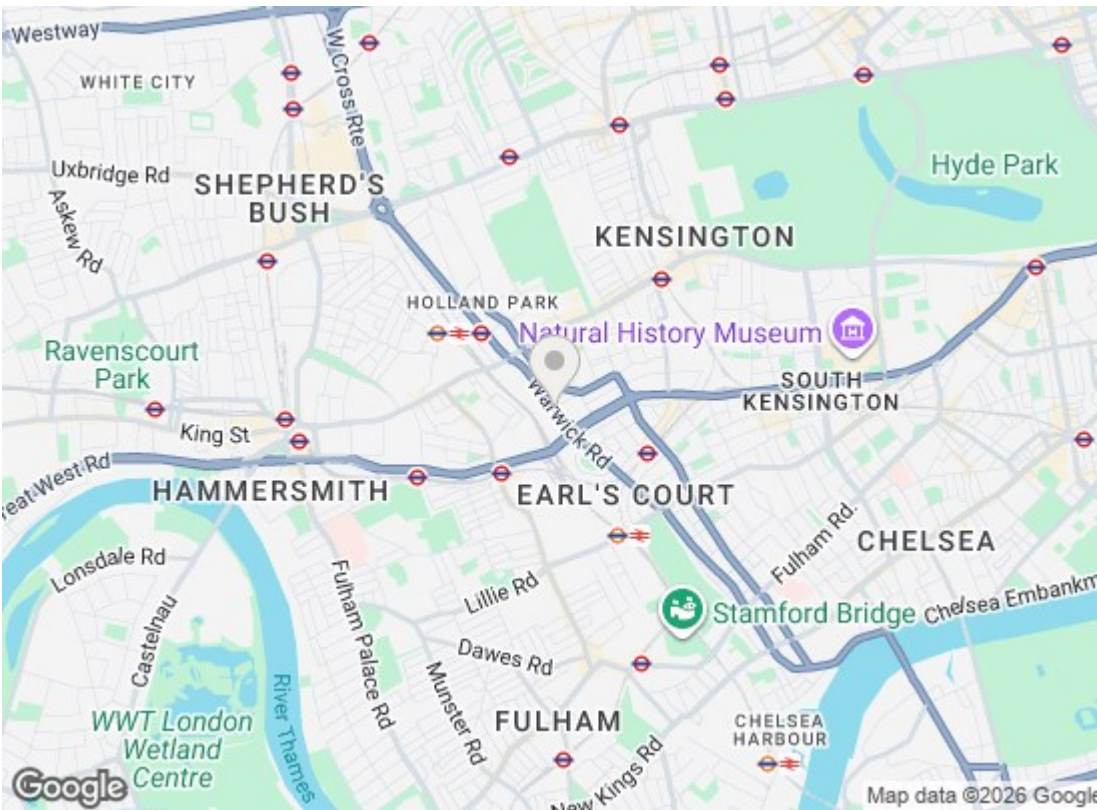 Westway
W Cross Rte
WHITE CITY
Hyde Park
Uxbridge Rd
SHEPHERD'S
BUSH
Askew Rd
KENSINGTON
HOLLAND PARK
Natural History Museum
Ravenscourt
Park
Warwick Rd
SOUTH
KENSINGTON
King St
reat West Rd
HAMMERSMITH
EARL'S COURT
Fulham Rd.
CHELSEA
Lonsdale Rd
Castelnau
Fulham Palace Rd
Lillie Rd
Stamford Bridge
Chelsea Embankm
Dawes Rd
Munster Rd
River Thames
WWT London
Wetland
Centre
FULHAM
New Kings Rd
CHELSEA
HARBOUR
Google
Map data ©2026 Google